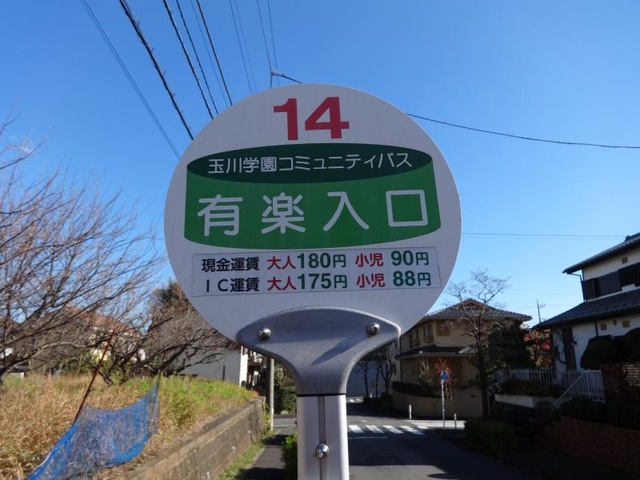 14
玉川学園コミュニティバス
有楽入口
現金運賃 大人180円 小児 90円
IC運賃 大人175円 小児 88円